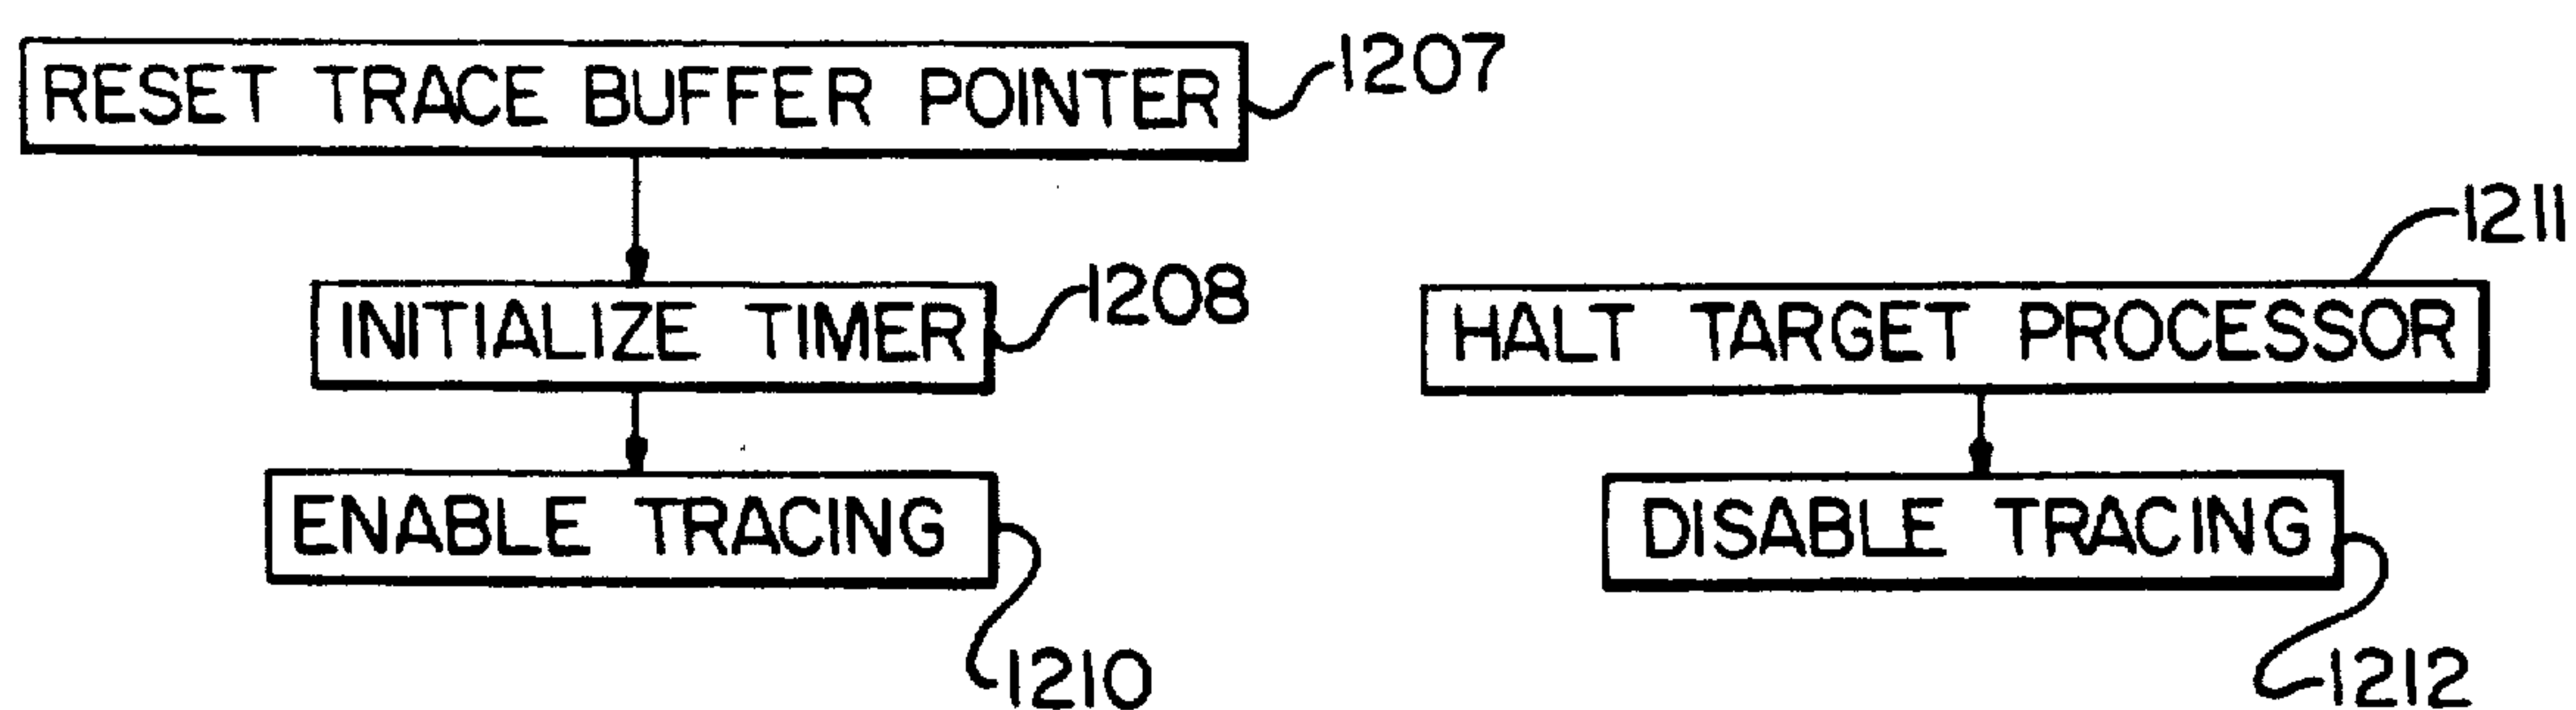 RESET TRACE BUFFER POINTER
1207
INITIALIZE TIMER
1208
ENABLE TRACING
1210
1211
HALT TARGET PROCESSOR
DISABLE TRACING
1212